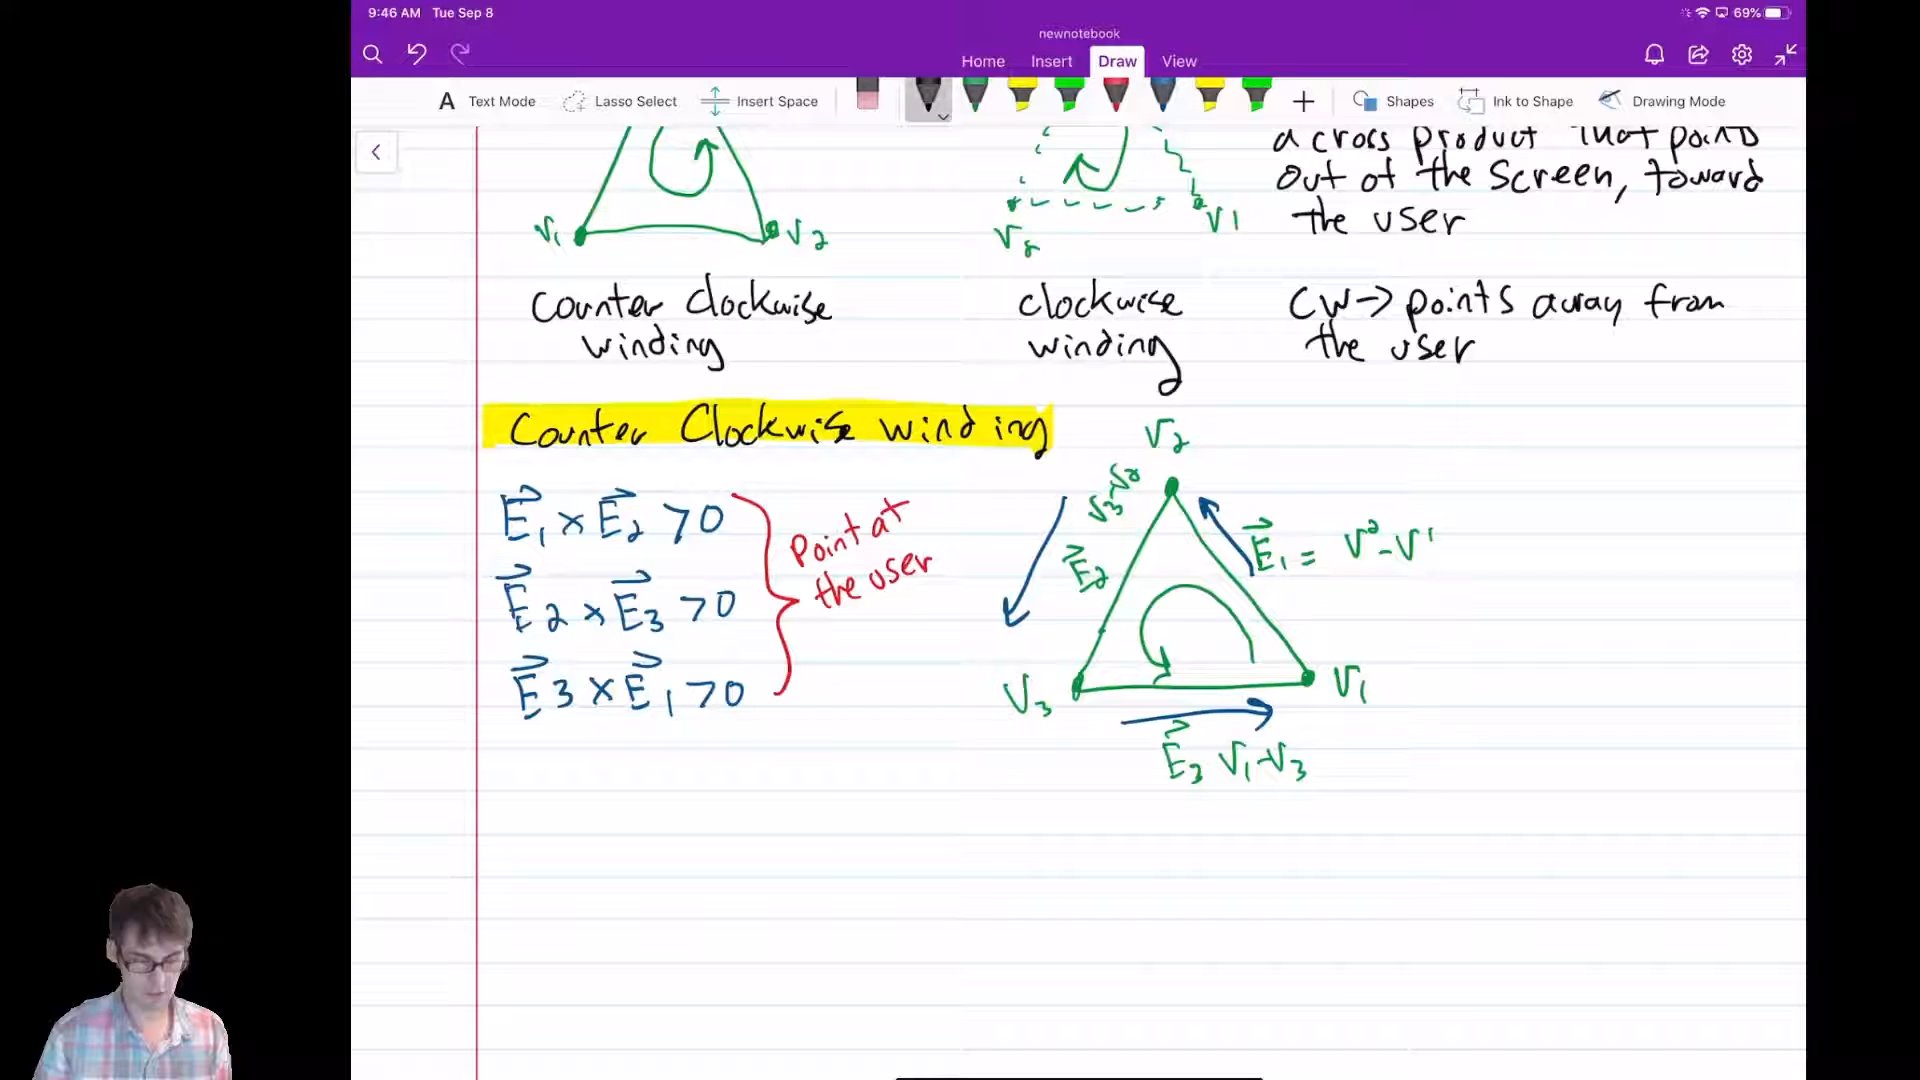 9:46 AM Tue Sep 8
69%
newnotebook
Home Insert Draw View
Text Mode Lasso Select Insert Space Shapes Ink to Shape Drawing Mode
a cross product that points
out of the screen, toward
the user
V1 V2
V1
Counter Clockwise
winding
clockwise
winding
CW -> points away from
the user
Counter Clockwise winding
E1 x E2 > 0
E2 x E3 > 0
E3 x E1 > 0
Point at
the user
V2
V3-V2
E2
E1 = V2-V1
V3
V1
E3 V1-V3